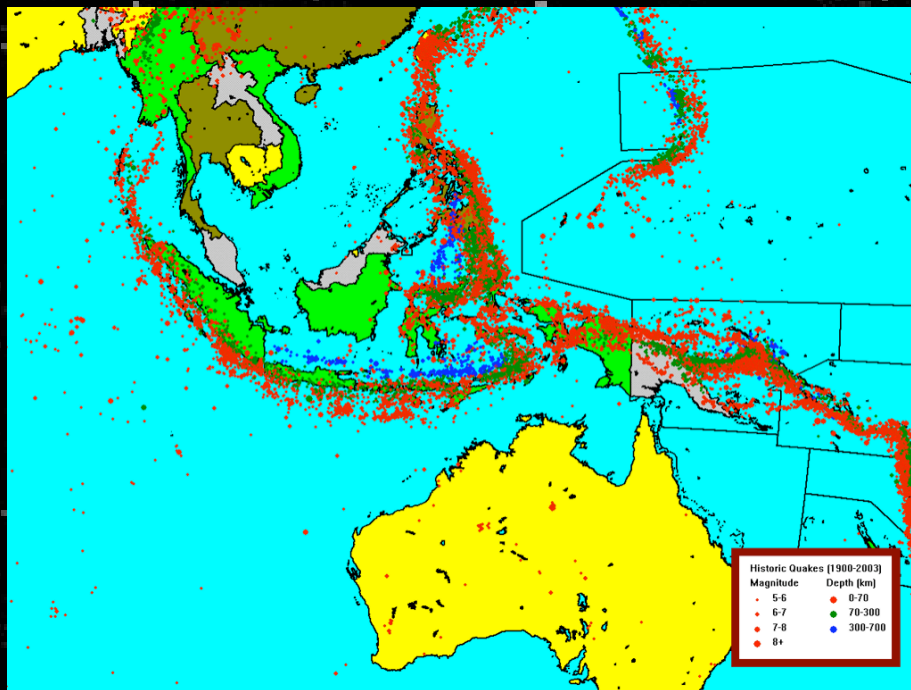 Historic Quakes (1900-2003)
Magnitude Depth (km)
5-6 0-70
6-7 70-300
7-8 300-700
8+